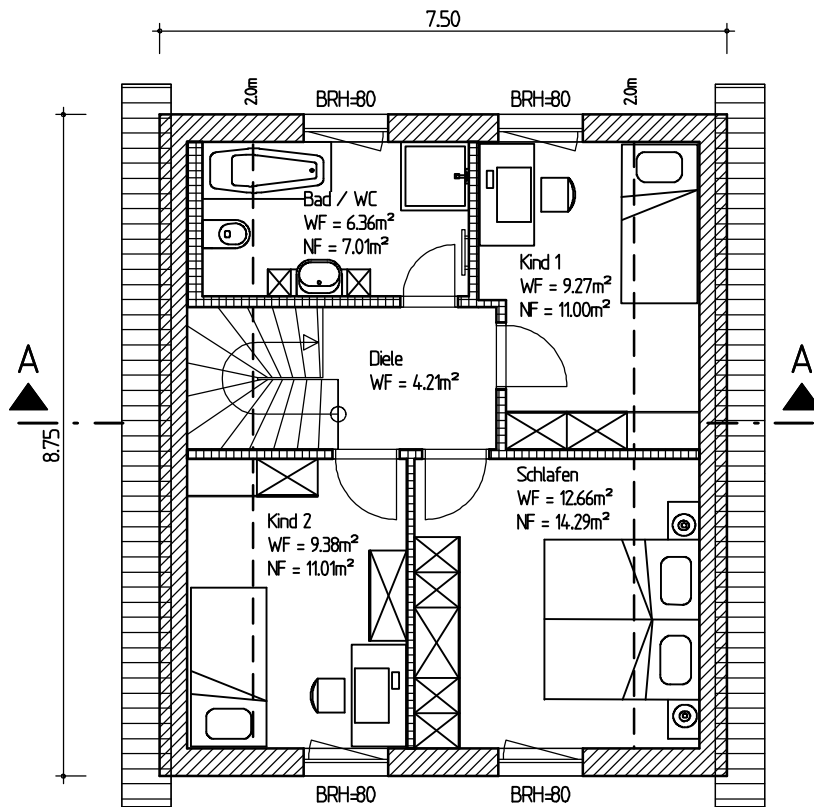 7.50
2.0m
BRH=80
BRH=80
2.0m
Bad / WC
WF = 6.36m²
NF = 7.01m²
Kind 1
WF = 9.27m²
NF = 11.00m²
A
Diele
WF = 4.21m²
A
8.75
Schlafen
WF = 12.66m²
NF = 14.29m²
Kind 2
WF = 9.38m²
NF = 11.01m²
BRH=80
BRH=80